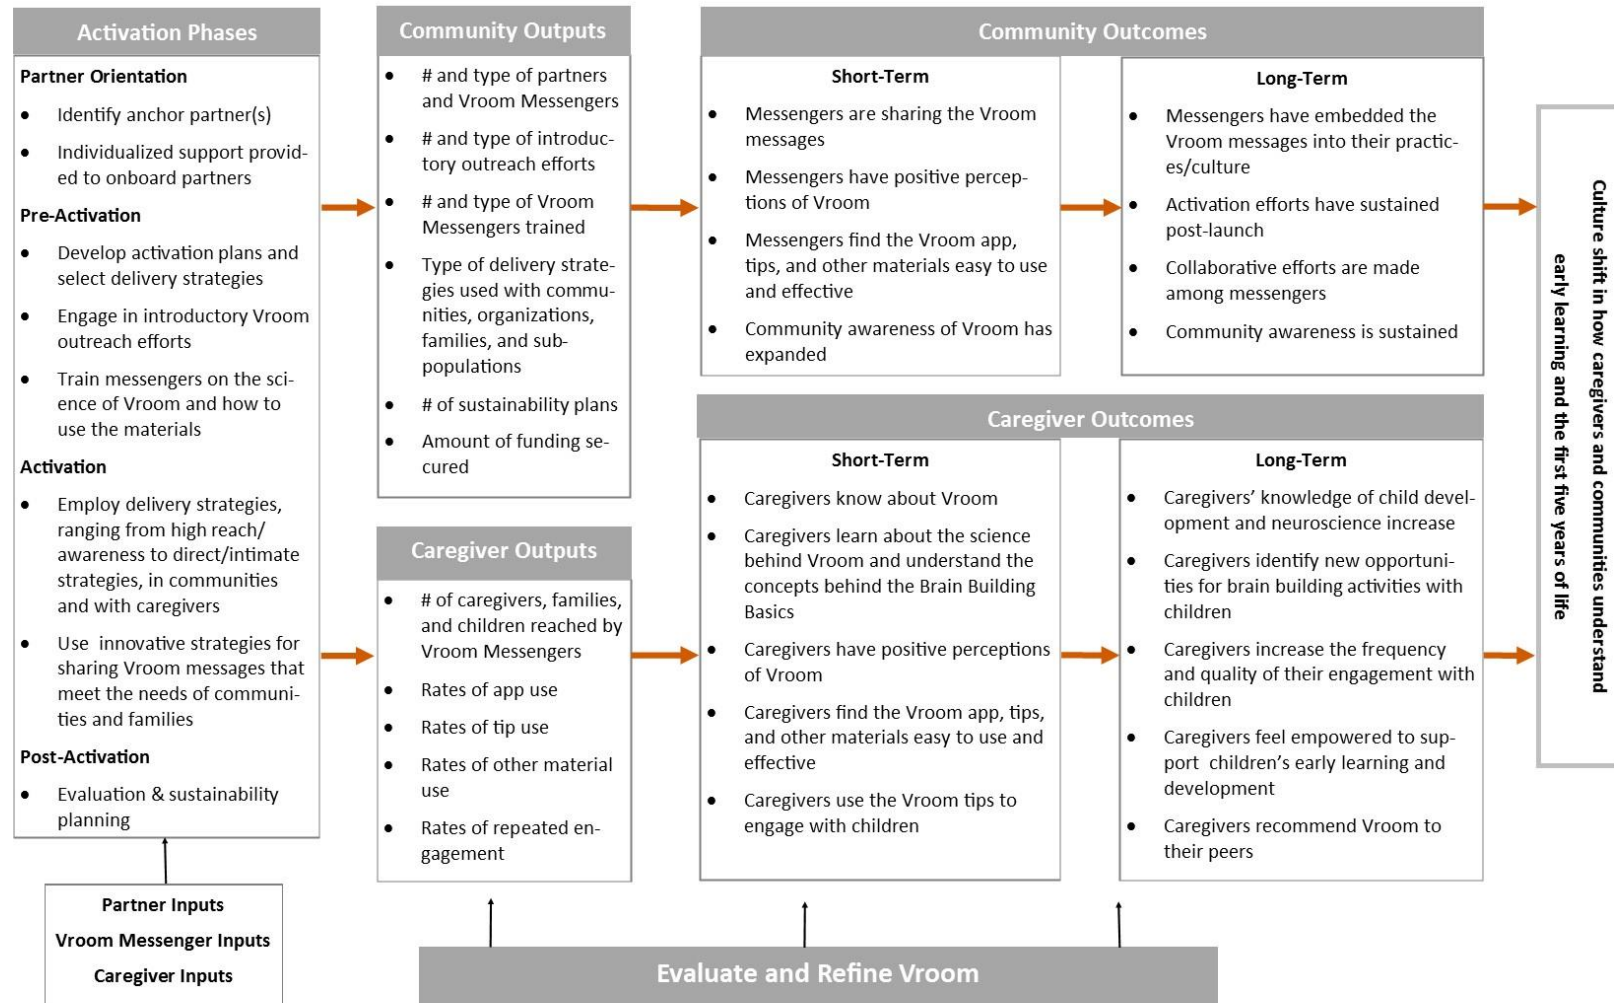 Activation Phases
Partner Orientation
• Identify anchor partner(s)
• Individualized support provid-
ed to onboard partners
Pre-Activation
• Develop activation plans and
select delivery strategies
• Engage in introductory Vroom
outreach efforts
• Train messengers on the sci-
ence of Vroom and how to
use the materials
Activation
• Employ delivery strategies,
ranging from high reach/
awareness to direct/intimate
strategies, in communities
and with caregivers
• Use innovative strategies for
sharing Vroom messages that
meet the needs of communi-
ties and families
Post-Activation
• Evaluation & sustainability
planning
Partner Inputs
Vroom Messenger Inputs
Caregiver Inputs
Community Outputs
• # and type of partners
and Vroom Messengers
• # and type of introduc-
tory outreach efforts
• # and type of Vroom
Messengers trained
• Type of delivery strate-
gies used with commu-
nities, organizations,
families, and sub-
populations
• # of sustainability plans
• Amount of funding se-
cured
Caregiver Outputs
• # of caregivers, families,
and children reached by
Vroom Messengers
• Rates of app use
• Rates of tip use
• Rates of other material
use
• Rates of repeated en-
gagement
Community Outcomes
Short-Term
• Messengers are sharing the Vroom
messages
• Messengers have positive percep-
tions of Vroom
• Messengers find the Vroom app,
tips, and other materials easy to use
and effective
• Community awareness of Vroom has
expanded
Long-Term
• Messengers have embedded the
Vroom messages into their practic-
es/culture
• Activation efforts have sustained
post-launch
• Collaborative efforts are made
among messengers
• Community awareness is sustained
Caregiver Outcomes
Short-Term
• Caregivers know about Vroom
• Caregivers learn about the science
behind Vroom and understand the
concepts behind the Brain Building
Basics
• Caregivers have positive perceptions
of Vroom
• Caregivers find the Vroom app, tips,
and other materials easy to use and
effective
• Caregivers use the Vroom tips to
engage with children
Long-Term
• Caregivers’ knowledge of child devel-
opment and neuroscience increase
• Caregivers identify new opportuni-
ties for brain building activities with
children
• Caregivers increase the frequency
and quality of their engagement with
children
• Caregivers feel empowered to sup-
port children’s early learning and
development
• Caregivers recommend Vroom to
their peers
Culture shift in how caregivers and communities understand
early learning and the first five years of life
Evaluate and Refine Vroom